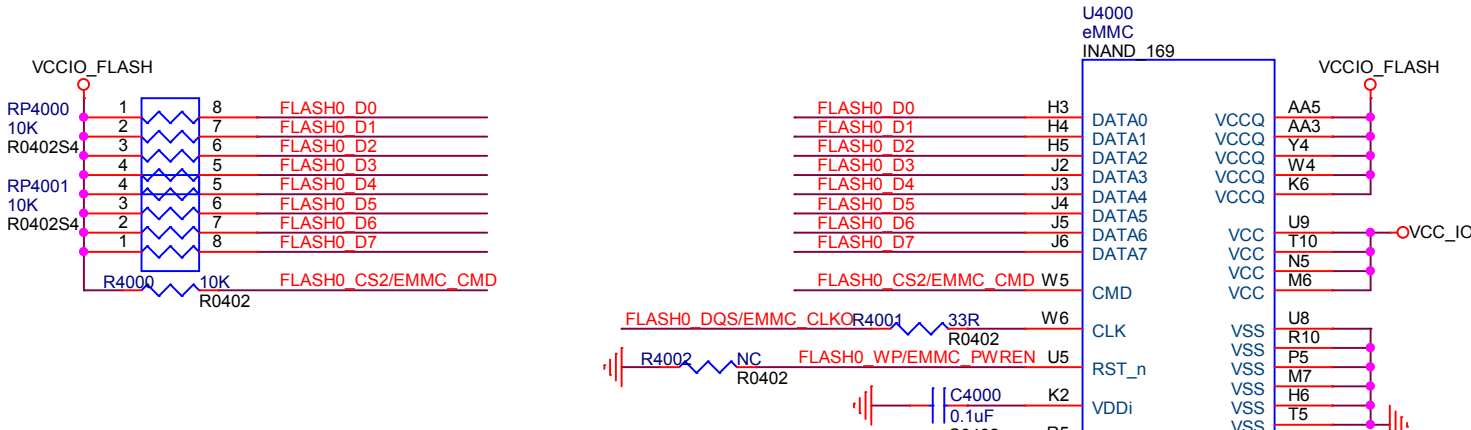 U4000
eMMC
INAND_169
VCCIO_FLASH
RP4000
10K
R0402S4
RP4001
10K
R0402S4
1 8 FLASH0_D0
2 7 FLASH0_D1
3 6 FLASH0_D2
4 5 FLASH0_D3
4 5 FLASH0_D4
3 6 FLASH0_D5
2 7 FLASH0_D6
1 8 FLASH0_D7
R4000 10K FLASH0_CS2/EMMC_CMD
R0402
FLASH0_D0 H3 DATA0
FLASH0_D1 H4 DATA1
FLASH0_D2 H5 DATA2
FLASH0_D3 J2 DATA3
FLASH0_D4 J3 DATA4
FLASH0_D5 J4 DATA5
FLASH0_D6 J5 DATA6
FLASH0_D7 J6 DATA7
FLASH0_CS2/EMMC_CMD W5 CMD
FLASH0_DQS/EMMC_CLKO R4001 33R W6 CLK
R0402
R4002 NC FLASH0_WP/EMMC_PWREN U5 RST_n
R0402
C4000 K2 VDDi
0.1uF
VCCIO_FLASH
VCCQ AA5
VCCQ AA3
VCCQ Y4
VCCQ W4
VCCQ K6
VCC U9 VCC_IO
VCC T10
VCC N5
VCC M6
VSS U8
VSS R10
VSS P5
VSS M7
VSS H6
VSS T5